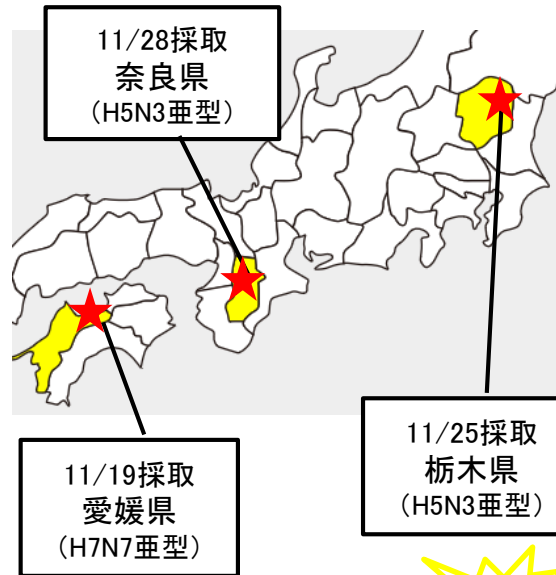 11/28採取
奈良県
(H5N3亜型)
11/19採取
愛媛県
(H7N7亜型)
11/25採取
栃木県
(H5N3亜型)